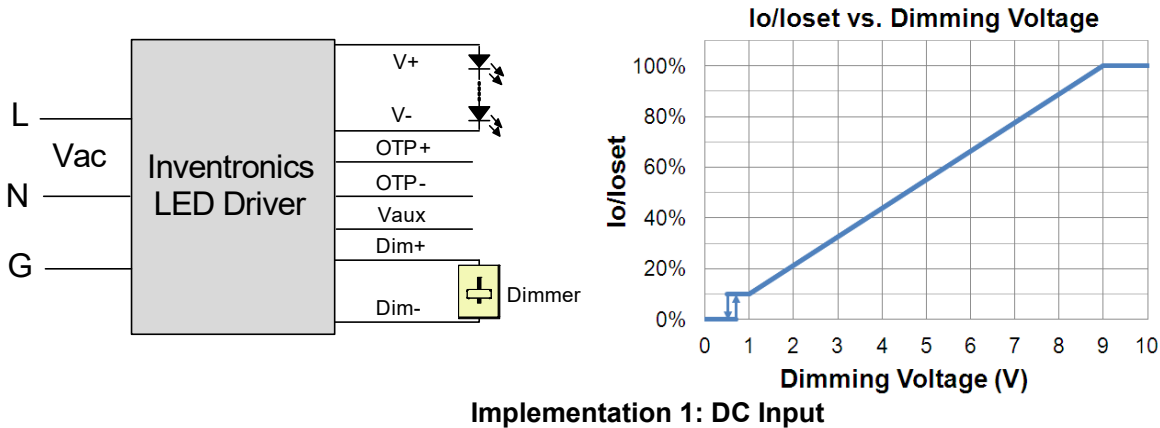 L
Vac
N
G
Inventronics
LED Driver
V+
V-
OTP+
OTP-
Vaux
Dim+
Dim-
Dimmer
Io/Ioset vs. Dimming Voltage
Io/Ioset
100%
80%
60%
40%
20%
0%
0 1 2 3 4 5 6 7 8 9 10
Dimming Voltage (V)
Implementation 1: DC Input